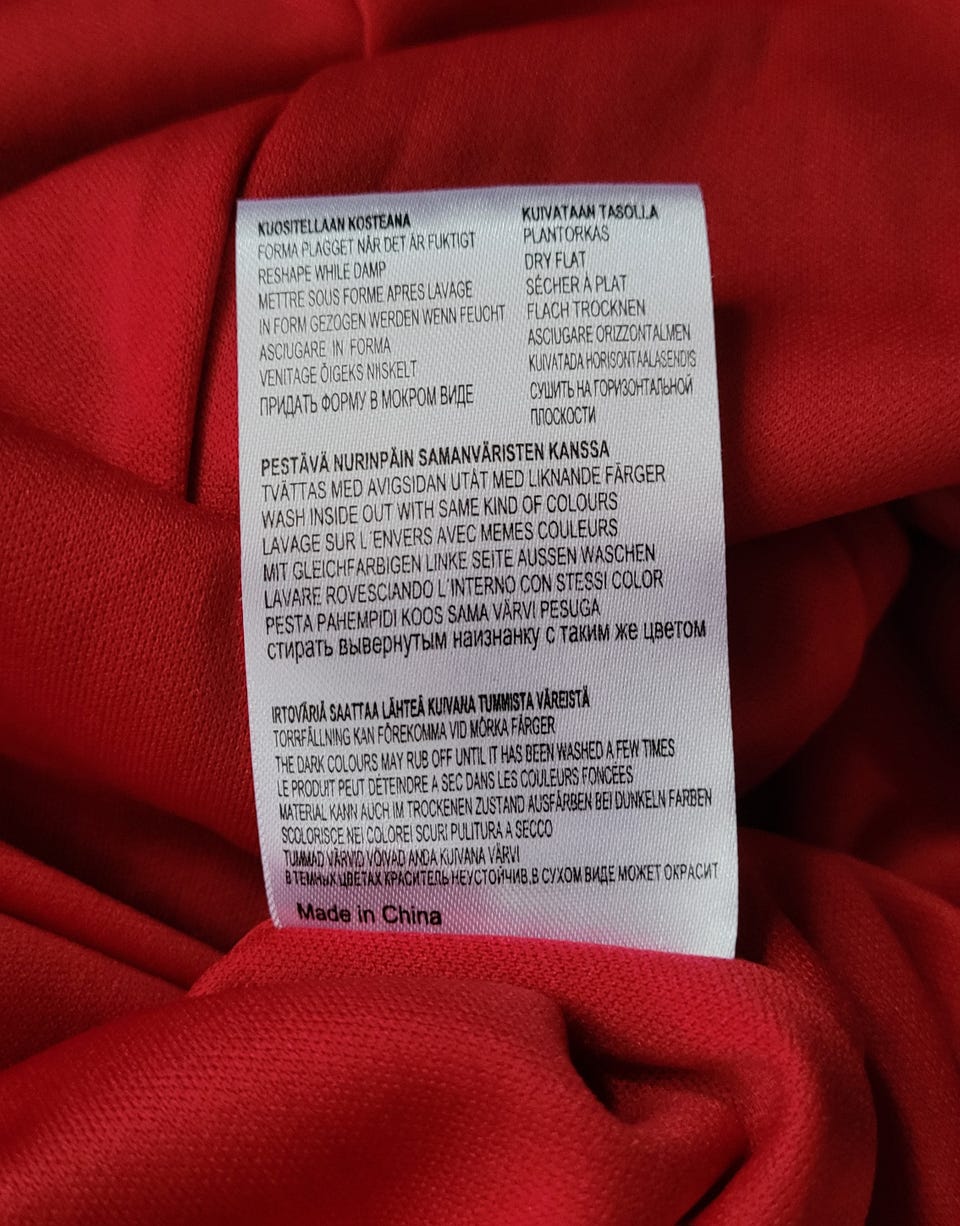 KUOSITELLAAN KOSTEANA
FORMA PLAGGET NÄR DET ÄR FUKTIGT
RESHAPE WHILE DAMP
METTRE SOUS FORME APRES LAVAGE
IN FORM GEZOGEN WERDEN WENN FEUCHT
ASCIUGARE IN FORMA
VENITAGE ÕIGEKS NIISKELT
ПРИДАТЬ ФОРМУ В МОКРОМ ВИДЕ
KUIVATAAN TASOLLA
PLANTORKAS
DRY FLAT
SÉCHER À PLAT
FLACH TROCKNEN
ASCIUGARE ORIZZONTALMEN
KUIVATADA HORISONTAALASENDIS
СУШИТЬ НА ГОРИЗОНТАЛЬНОЙ
ПЛОСКОСТИ
PESTÄVÄ NURINPÄIN SAMANVÄRISTEN KANSSA
TVÄTTAS MED AVIGSIDAN UTÅT MED LIKNANDE FÄRGER
WASH INSIDE OUT WITH SAME KIND OF COLOURS
LAVAGE SUR L´ENVERS AVEC MEMES COULEURS
MIT GLEICHFARBIGEN LINKE SEITE AUSSEN WASCHEN
LAVARE ROVESCIANDO L´INTERNO CON STESSI COLOR
PESTA PAHEMPIDI KOOS SAMA VÄRVI PESUGA
стирать вывернутым наизнанку с таким же цветом
IRTOVÄRIÄ SAATTAA LÄHTEÄ KUIVANA TUMMISTA VÄREISTÄ
TORRFÄLLNING KAN FÖREKOMMA VID MÖRKA FÄRGER
THE DARK COLOURS MAY RUB OFF UNTIL IT HAS BEEN WASHED A FEW TIMES
LE PRODUIT PEUT DETEINDRE A SEC DANS LES COULEURS FONCEES
MATERIAL KANN AUCH IM TROCKENEN ZUSTAND AUSFÄRBEN BEI DUNKELN FARBEN
SCOLORISCE NEI COLOREI SCURI PULITURA A SECCO
TUMMAD VÄRVID VÕIVAD ANDA KUIVANA VÄRVI
В ТЕМНЫХ ЦВЕТАХ КРАСИТЕЛЬ НЕУСТОЙЧИВ,В СУХОМ ВИДЕ МОЖЕТ ОКРАСИТ
Made in China